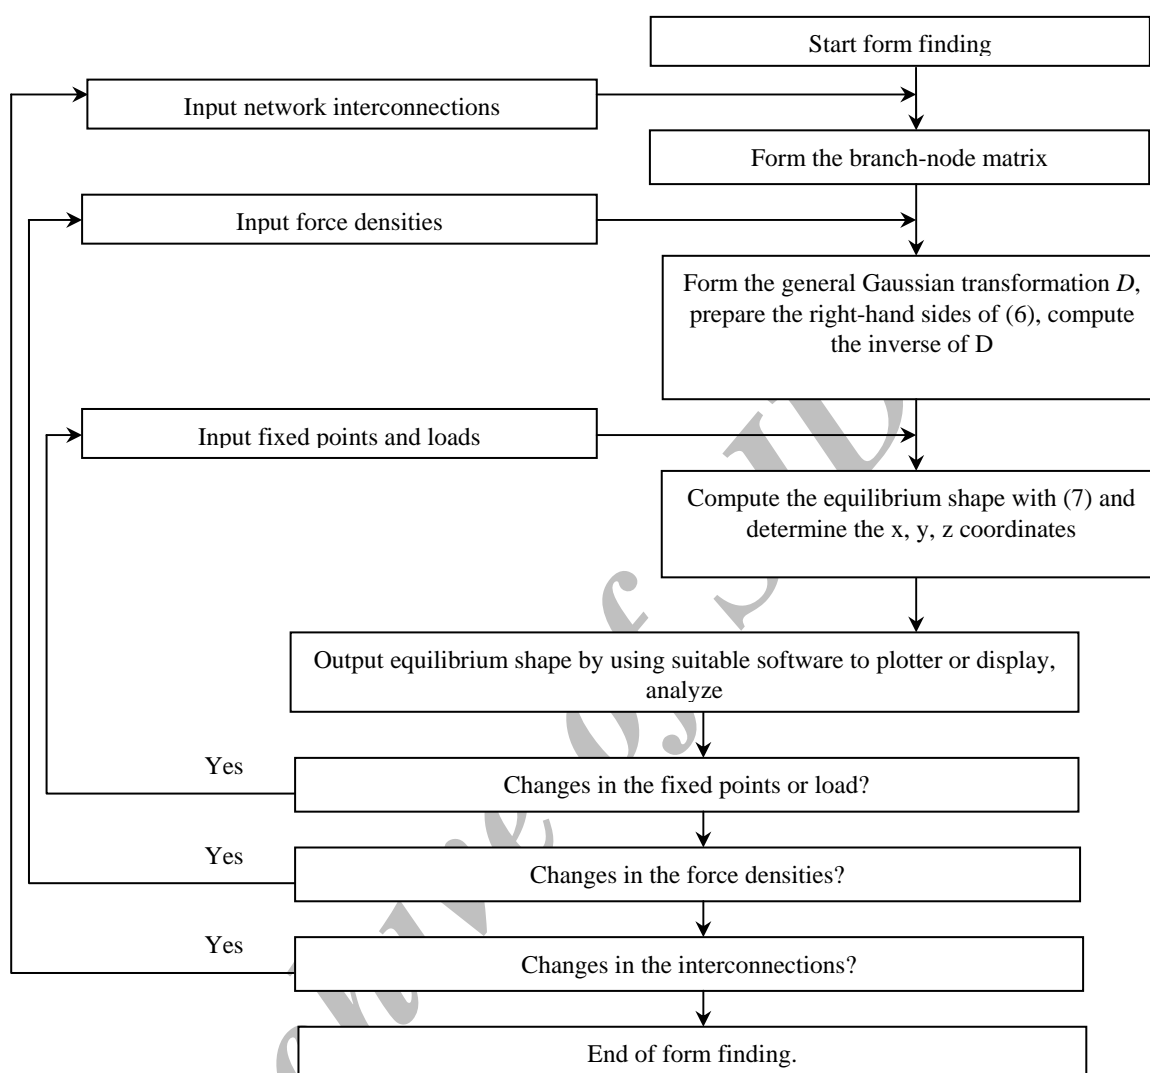 Start form finding
Input network interconnections
Form the branch-node matrix
Input force densities
Form the general Gaussian transformation D,
prepare the right-hand sides of (6), compute
the inverse of D
Input fixed points and loads
Compute the equilibrium shape with (7) and
determine the x, y, z coordinates
Output equilibrium shape by using suitable software to plotter or display,
analyze
Yes
Changes in the fixed points or load?
Yes
Changes in the force densities?
Yes
Changes in the interconnections?
End of form finding.